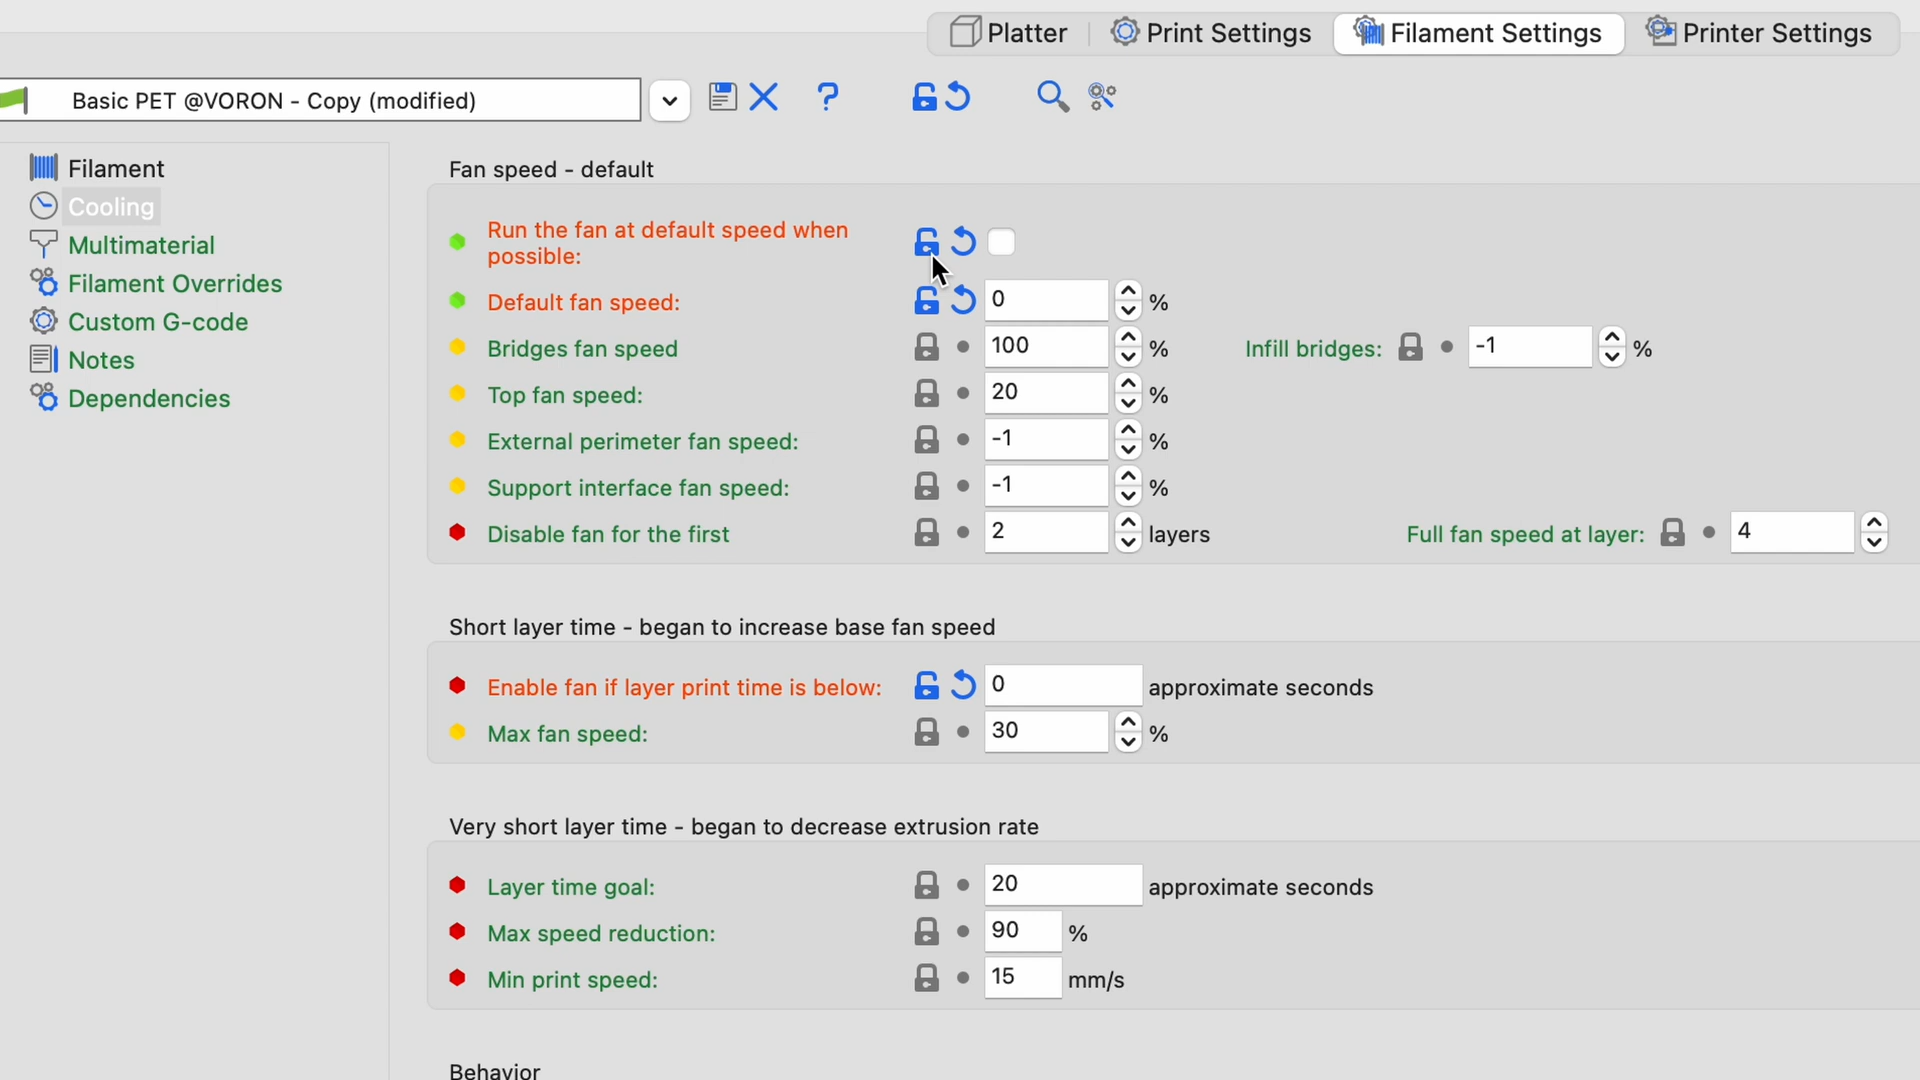 Platter
Print Settings
Filament Settings
Printer Settings
Basic PET @VORON - Copy (modified)
?
Filament
Cooling
Multimaterial
Filament Overrides
Custom G-code
Notes
Dependencies
Fan speed - default
Run the fan at default speed when
possible:
Default fan speed: 0 %
Bridges fan speed 100 % Infill bridges: -1 %
Top fan speed: 20 %
External perimeter fan speed: -1 %
Support interface fan speed: -1 %
Disable fan for the first 2 layers Full fan speed at layer: 4
Short layer time - began to increase base fan speed
Enable fan if layer print time is below: 0 approximate seconds
Max fan speed: 30 %
Very short layer time - began to decrease extrusion rate
Layer time goal: 20 approximate seconds
Max speed reduction: 90 %
Min print speed: 15 mm/s
Behavior